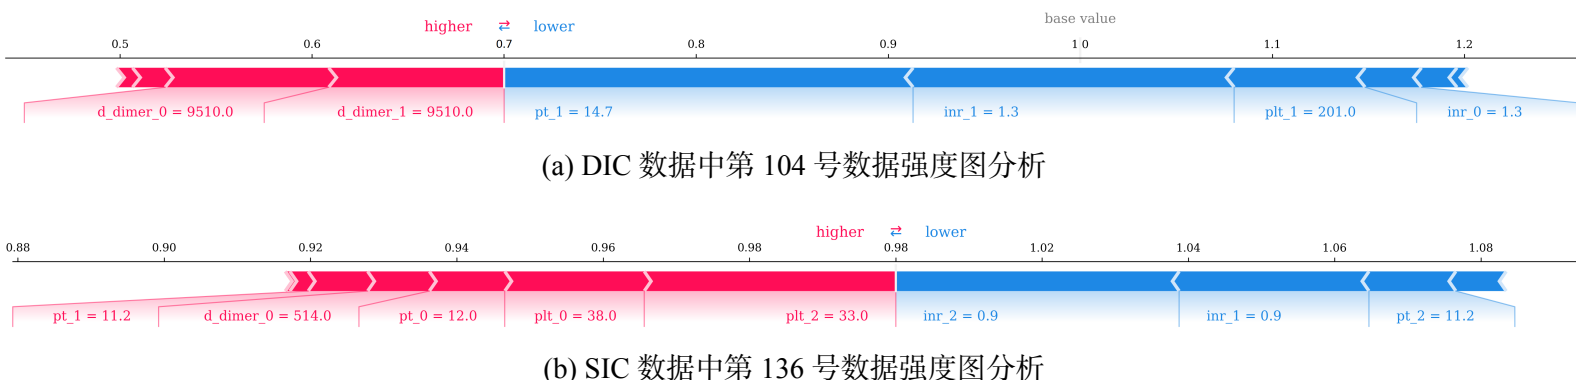 base value
higher ⇄ lower
0.5 0.6 0.7 0.8 0.9 1 0 1.1 1.2
d_dimer_0 = 9510.0 d_dimer_1 = 9510.0 pt_1 = 14.7 inr_1 = 1.3 plt_1 = 201.0 inr_0 = 1.3
(a) DIC 数据中第 104 号数据强度图分析
higher ⇄ lower
0.88 0.90 0.92 0.94 0.96 0.98 0.98 1.02 1.04 1.06 1.08
pt_1 = 11.2 d_dimer_0 = 514.0 pt_0 = 12.0 plt_0 = 38.0 plt_2 = 33.0 inr_2 = 0.9 inr_1 = 0.9 pt_2 = 11.2
(b) SIC 数据中第 136 号数据强度图分析